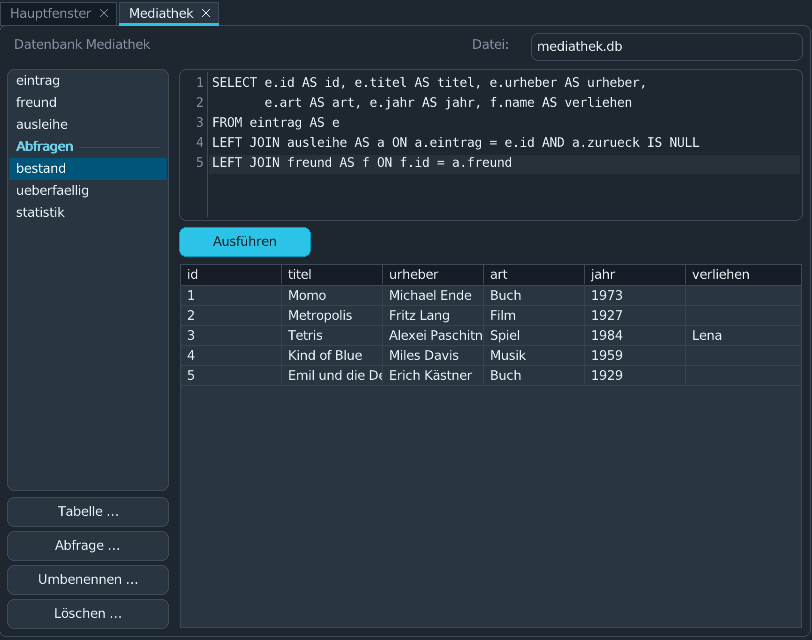 Hauptfenster × Mediathek ×
Datenbank Mediathek Datei: mediathek.db
eintrag
freund
ausleihe
Abfragen
bestand
ueberfaellig
statistik
1 SELECT e.id AS id, e.titel AS titel, e.urheber AS urheber,
2 e.art AS art, e.jahr AS jahr, f.name AS verliehen
3 FROM eintrag AS e
4 LEFT JOIN ausleihe AS a ON a.eintrag = e.id AND a.zurueck IS NULL
5 LEFT JOIN freund AS f ON f.id = a.freund
Ausführen
id titel urheber art jahr verliehen
1 Momo Michael Ende Buch 1973
2 Metropolis Fritz Lang Film 1927
3 Tetris Alexei Paschitn Spiel 1984 Lena
4 Kind of Blue Miles Davis Musik 1959
5 Emil und die De Erich Kästner Buch 1929
Tabelle ...
Abfrage ...
Umbenennen ...
Löschen ...